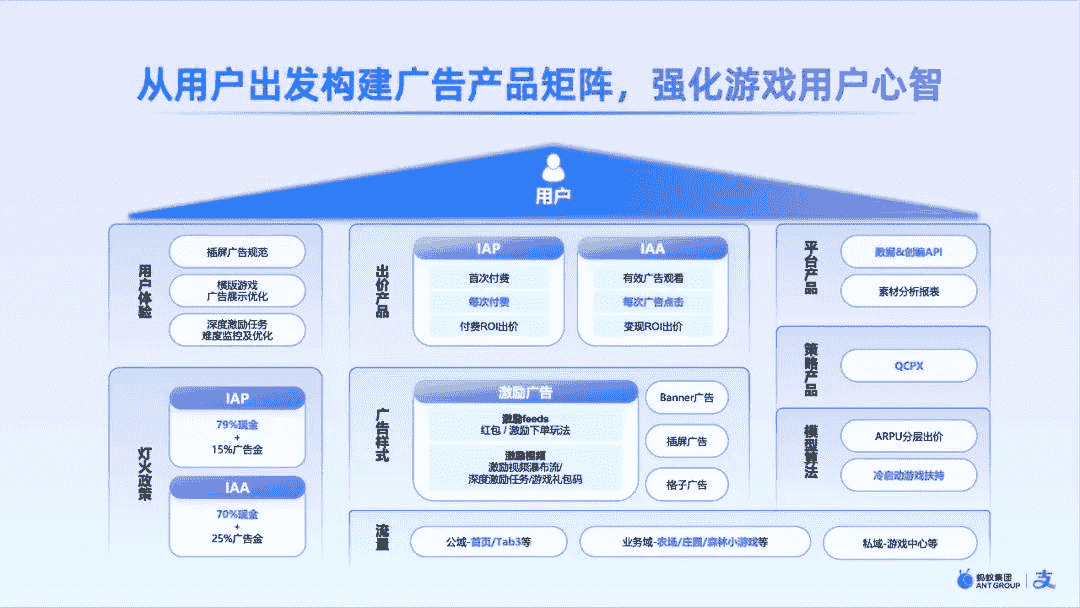 从用户出发构建广告产品矩阵，强化游戏用户心智
用户
用户体验
插屏广告规范
横版游戏
广告展示优化
深度激励任务
难度监控及优化
灯火政策
IAP
79%现金
+
15%广告金
IAA
70%现金
+
25%广告金
出价产品
IAP
首次付费
每次付费
付费ROI出价
IAA
有效广告观看
每次广告点击
变现ROI出价
广告样式
激励广告
激励feeds
红包 / 激励下单玩法
激励视频
激励视频瀑布流/
深度激励任务/游戏礼包码
Banner广告
插屏广告
格子广告
平台产品
数据&创编API
素材分析报表
策略产品
QCPX
模型算法
ARPU分层出价
冷启动游戏扶持
流量
公域-首页/Tab3等
业务域-农场/庄园/森林小游戏等
私域-游戏中心等
蚂蚁集团
ANT GROUP
支